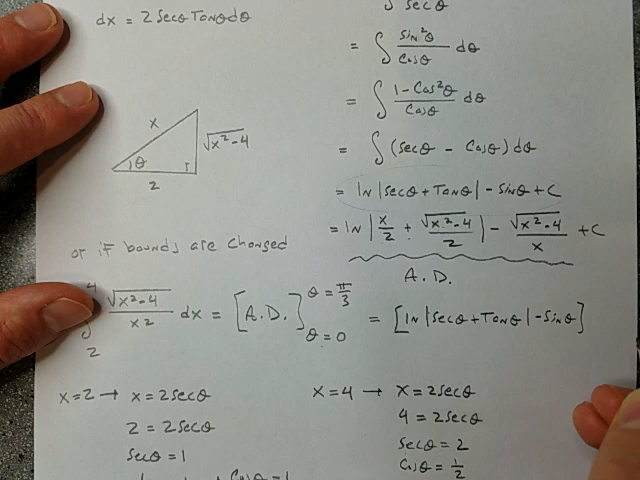 dx = 2 secθ Tanθ dθ
∫ secθ
= ∫ sin²θ / cosθ dθ
= ∫ 1 - cos²θ / cosθ dθ
x
θ
√x²-4
2
= ∫ (secθ - cosθ) dθ
= ln |secθ + Tanθ| - sinθ + C
= ln |x/2 + √x²-4 / 2| - √x²-4 / x + C
A.D.
or if bounds are changed
∫ 4 2 √x²-4 / x² dx = [A.D.] θ = π/3 θ = 0 = [ln |secθ + Tanθ| - sinθ]
x = 2 → x = 2 secθ
2 = 2 secθ
secθ = 1
x = 4 → x = 2 secθ
4 = 2 secθ
secθ = 2
cosθ = 1/2
cosθ = 1